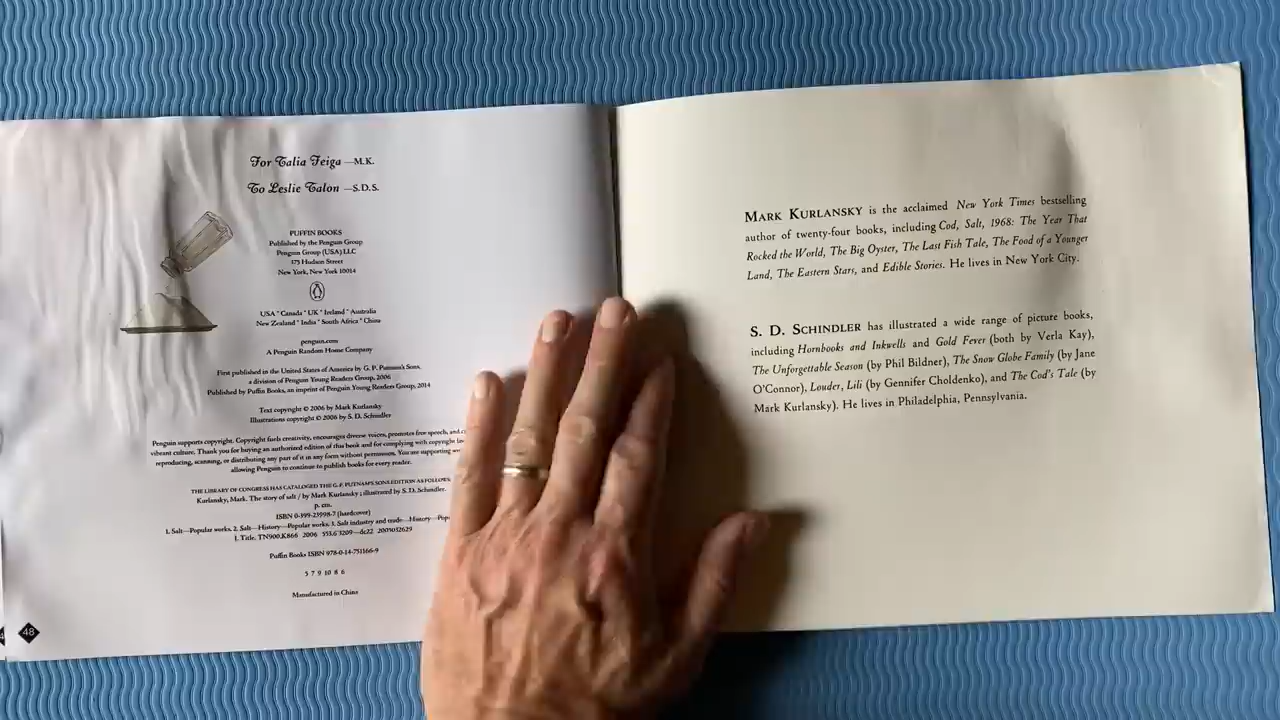 For Talia Feiga —M.K.
To Leslie Talon —S.D.S.
PUFFIN BOOKS
Published by the Penguin Group
Penguin Group (USA) LLC
375 Hudson Street
New York, New York 10014
USA * Canada * UK * Ireland * Australia
New Zealand * India * South Africa * China
penguin.com
A Penguin Random Home Company
First published in the United States of America by G. P. Putnam's Sons,
a division of Penguin Young Readers Group, 2006
Published by Puffin Books, an imprint of Penguin Young Readers Group, 2014
Text copyright © 2006 by Mark Kurlansky
Illustrations copyright © 2006 by S. D. Schindler
Penguin supports copyright. Copyright fuels creativity, encourages diverse voices, promotes free speech, and
vibrant culture. Thank you for buying an authorized edition of this book and for complying with copyright
reproducing, scanning, or distributing any part of it in any form without permission. You are supporting
allowing Penguin to continue to publish books for every reader.
THE LIBRARY OF CONGRESS HAS CATALOGED THE G. P. PUTNAM'S SONS EDITION AS FOLLOWS
Kurlansky, Mark. The story of salt / by Mark Kurlansky ; illustrated by S. D. Schindler.
p. cm.
ISBN 0-399-23998-7 (hardcover)
1. Salt—Popular works. 2. Salt—History—Popular works. 3. Salt industry and trade—History—Pop
I. Title. TN900.K866 2006 553.6'3209—dc22 2005032629
Puffin Books ISBN 978-0-14-751166-9
5 7 9 10 8 6
Manufactured in China
48
MARK KURLANSKY is the acclaimed New York Times bestselling
author of twenty-four books, including Cod, Salt, 1968: The Year That
Rocked the World, The Big Oyster, The Last Fish Tale, The Food of a Younger
Land, The Eastern Stars, and Edible Stories. He lives in New York City.
S. D. SCHINDLER has illustrated a wide range of picture books,
including Hornbooks and Inkwells and Gold Fever (both by Verla Kay),
The Unforgettable Season (by Phil Bildner), The Snow Globe Family (by Jane
O'Connor), Louder, Lili (by Gennifer Choldenko), and The Cod's Tale (by
Mark Kurlansky). He lives in Philadelphia, Pennsylvania.